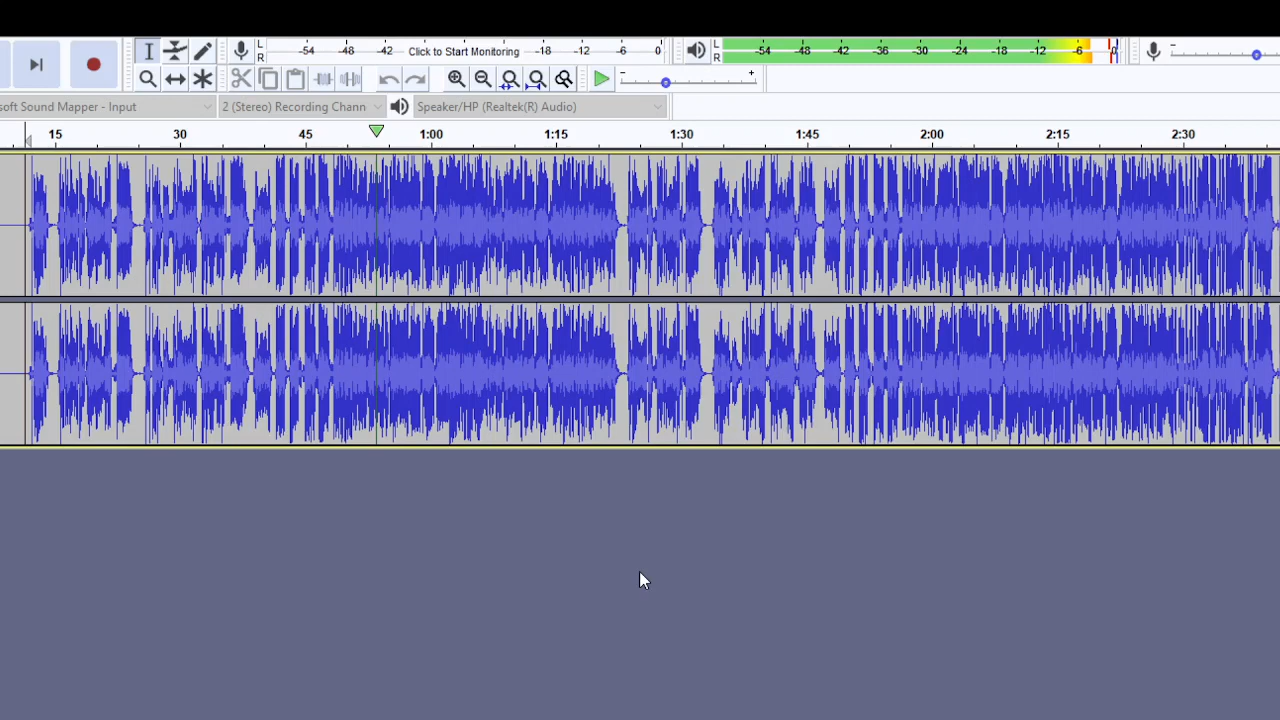 L
R
-54 -48 -42 Click to Start Monitoring -18 -12 -6 0
L
R
-54 -48 -42 -36 -30 -24 -18 -12 -6 0
- +
soft Sound Mapper - Input
2 (Stereo) Recording Chann
Speaker/HP (Realtek(R) Audio)
15 30 45 1:00 1:15 1:30 1:45 2:00 2:15 2:30